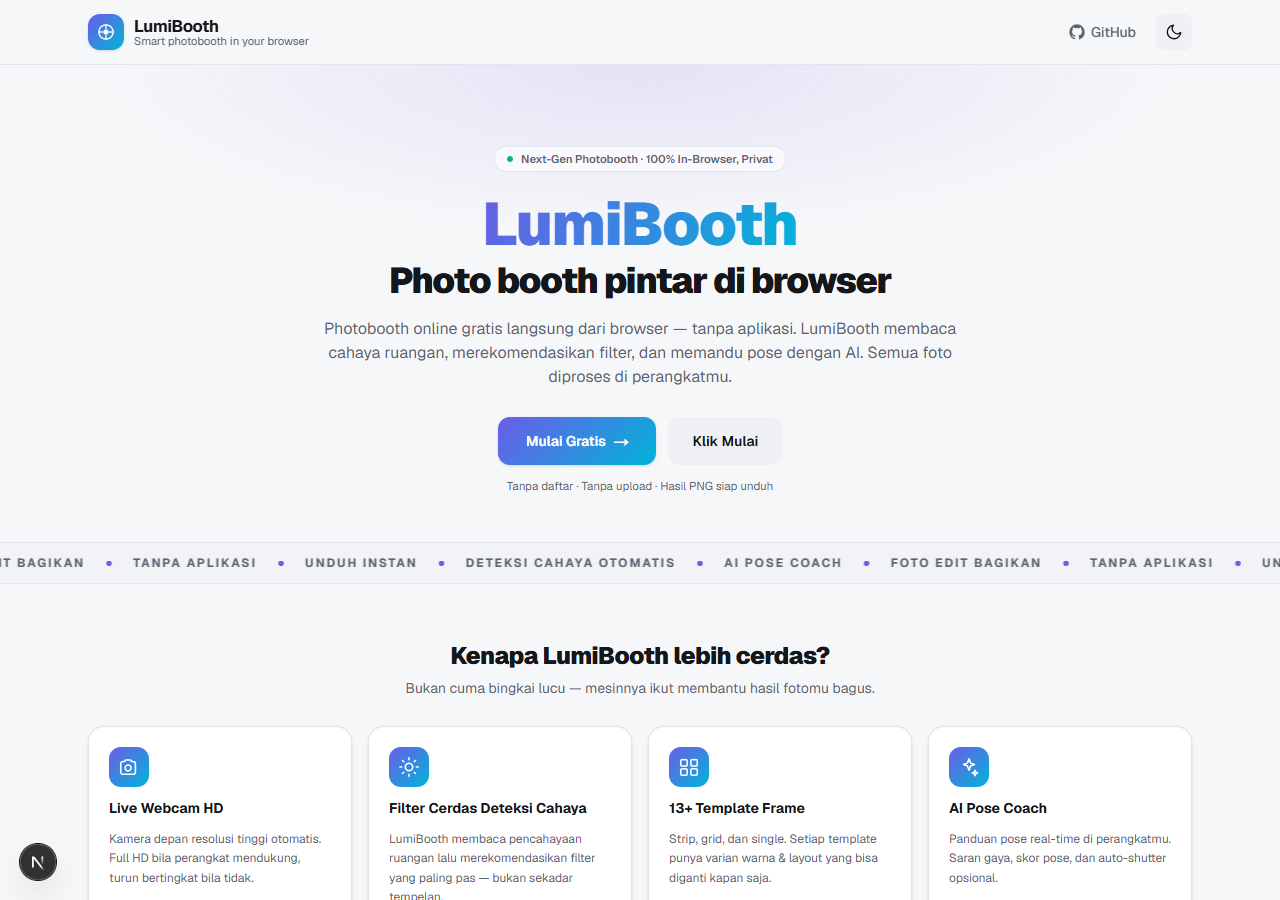 LumiBooth
Smart photobooth in your browser
GitHub
Next-Gen Photobooth · 100% In-Browser, Privat
LumiBooth
Photo booth pintar di browser
Photobooth online gratis langsung dari browser — tanpa aplikasi. LumiBooth membaca
cahaya ruangan, merekomendasikan filter, dan memandu pose dengan AI. Semua foto
diproses di perangkatmu.
Mulai Gratis →
Klik Mulai
Tanpa daftar · Tanpa upload · Hasil PNG siap unduh
IT BAGIKAN • TANPA APLIKASI • UNDUH INSTAN • DETEKSI CAHAYA OTOMATIS • AI POSE COACH • FOTO EDIT BAGIKAN • TANPA APLIKASI • UN
Kenapa LumiBooth lebih cerdas?
Bukan cuma bingkai lucu — mesinnya ikut membantu hasil fotomu bagus.
Live Webcam HD
Kamera depan resolusi tinggi otomatis.
Full HD bila perangkat mendukung,
turun bertingkat bila tidak.
Filter Cerdas Deteksi Cahaya
LumiBooth membaca pencahayaan
ruangan lalu merekomendasikan filter
yang paling pas — bukan sekadar
tempelan.
13+ Template Frame
Strip, grid, dan single. Setiap template
punya varian warna & layout yang bisa
diganti kapan saja.
AI Pose Coach
Panduan pose real-time di perangkatmu.
Saran gaya, skor pose, dan auto-shutter
opsional.
N